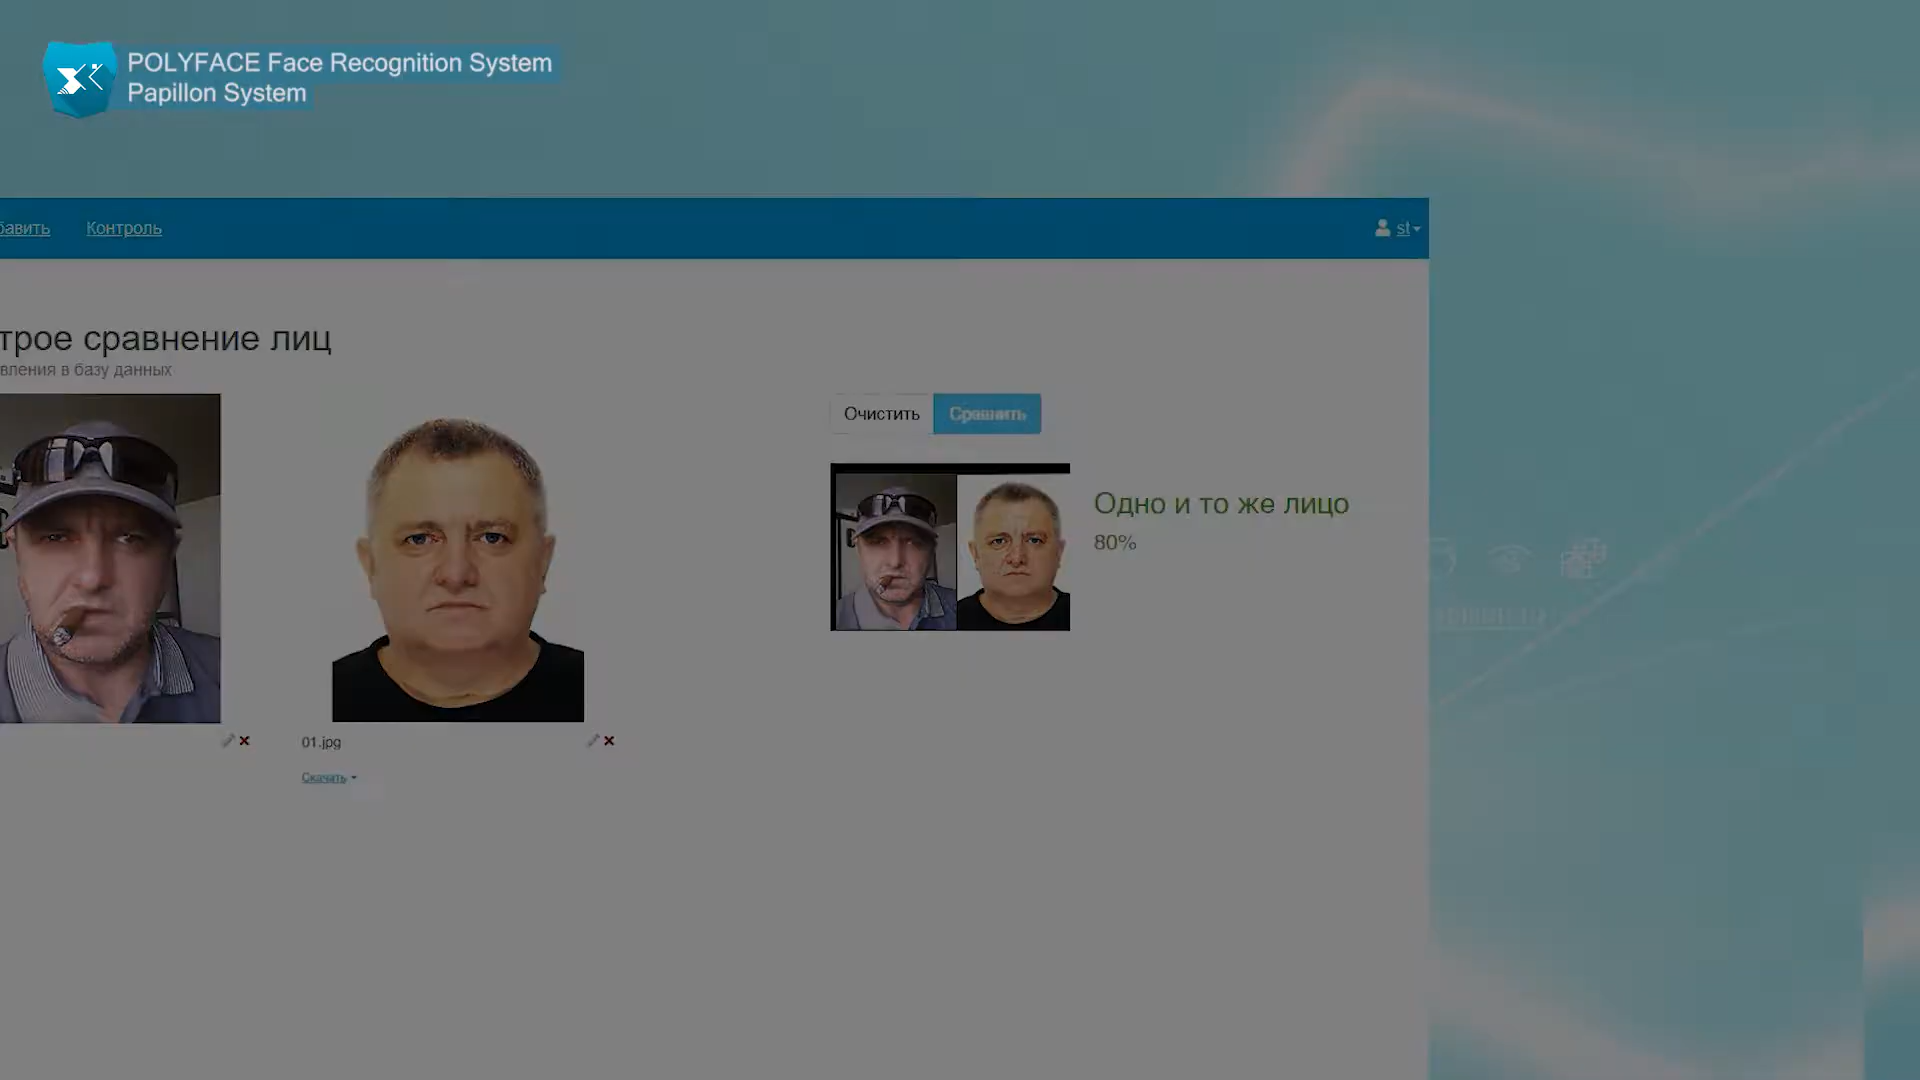 POLYFACE Face Recognition System
Papillon System
бавить Контроль st
трое сравнение лиц
вления в базу данных
Очистить Сравнить
Одно и то же лицо
80%
01.jpg
Скачать